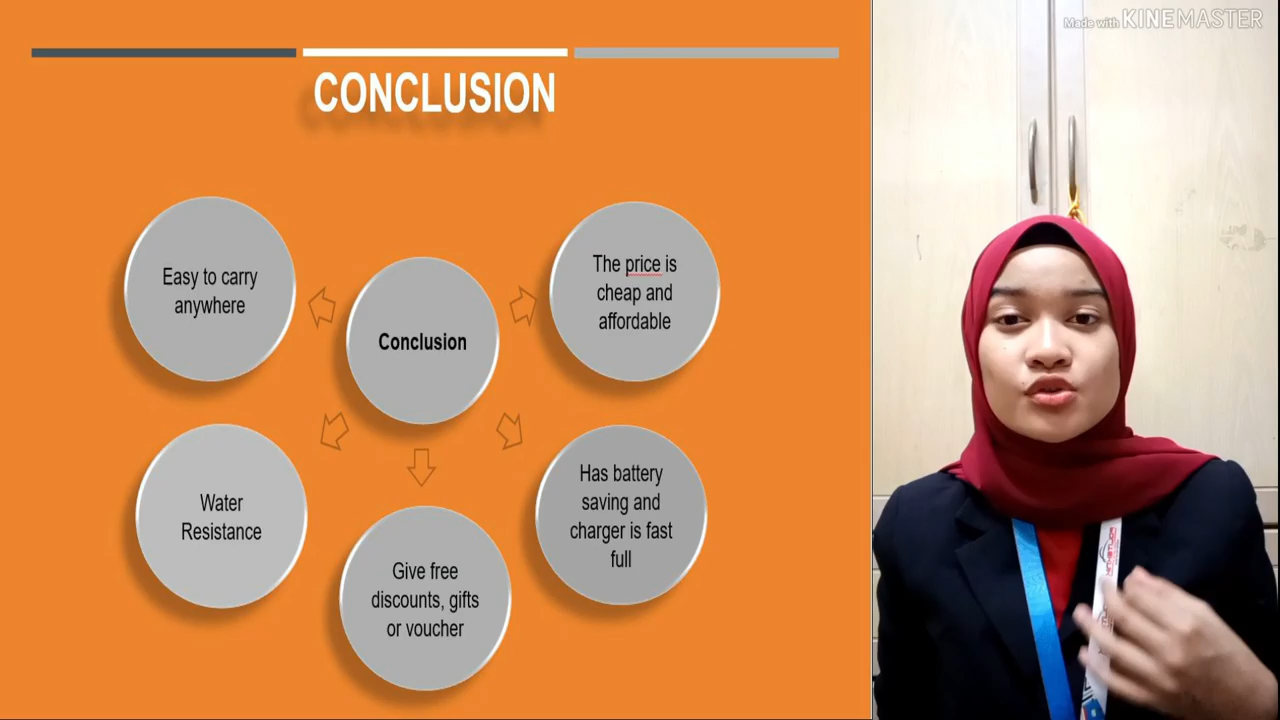 Made with KINEMASTER
CONCLUSION
Easy to carry
anywhere
Conclusion
The price is
cheap and
affordable
Water
Resistance
Give free
discounts, gifts
or voucher
Has battery
saving and
charger is fast
full